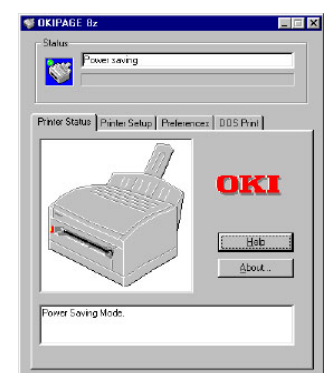 OKIPAGE 8z
Status
Power saving
Printer Status Printer Setup Preferences DOS Print
OKI
Help
About...
Power Saving Mode.